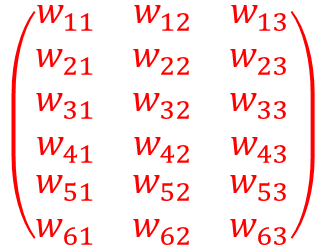 w₁₁ w₁₂ w₁₃
w₂₁ w₂₂ w₂₃
w₃₁ w₃₂ w₃₃
w₄₁ w₄₂ w₄₃
w₅₁ w₅₂ w₅₃
w₆₁ w₆₂ w₆₃